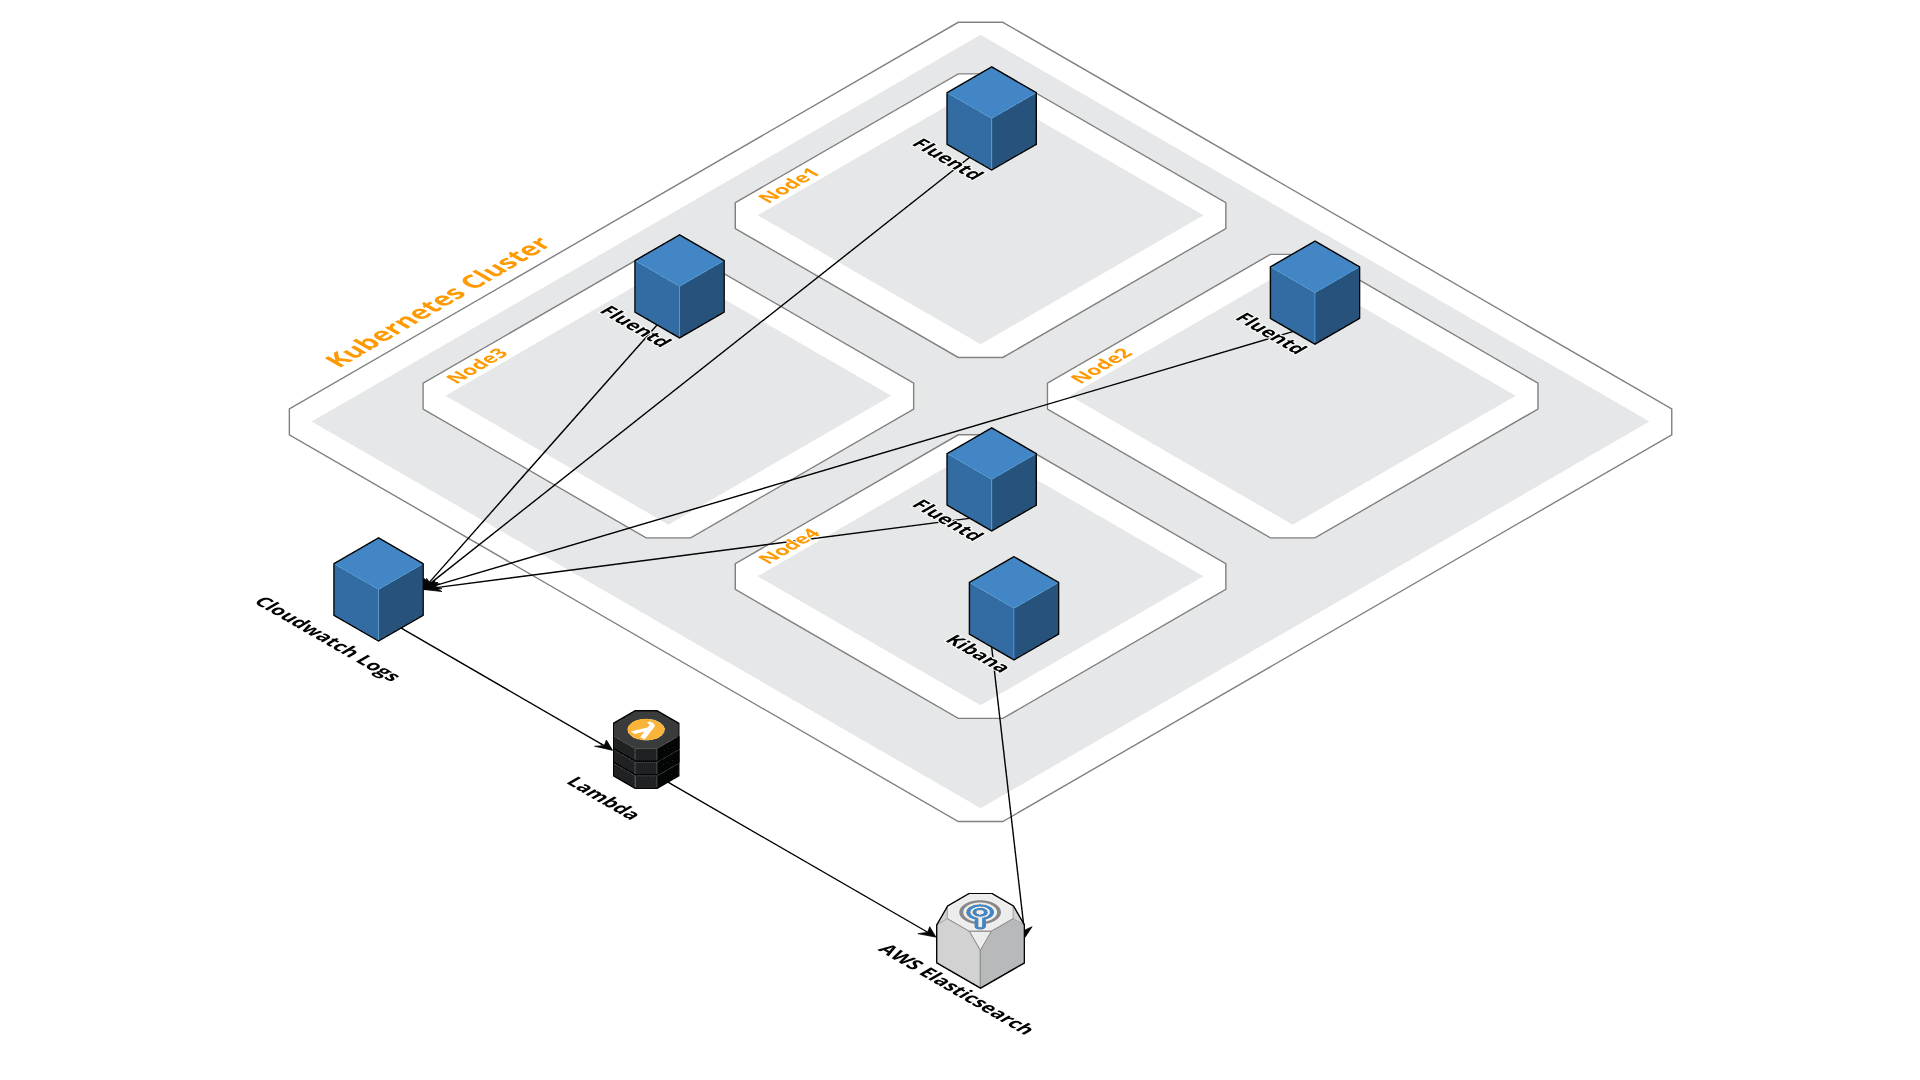 Fluentd
Node1
Kubernetes Cluster
Fluentd
Node3
Fluentd
Node2
Fluentd
Node4
Kibana
Cloudwatch Logs
Lambda
AWS Elasticsearch